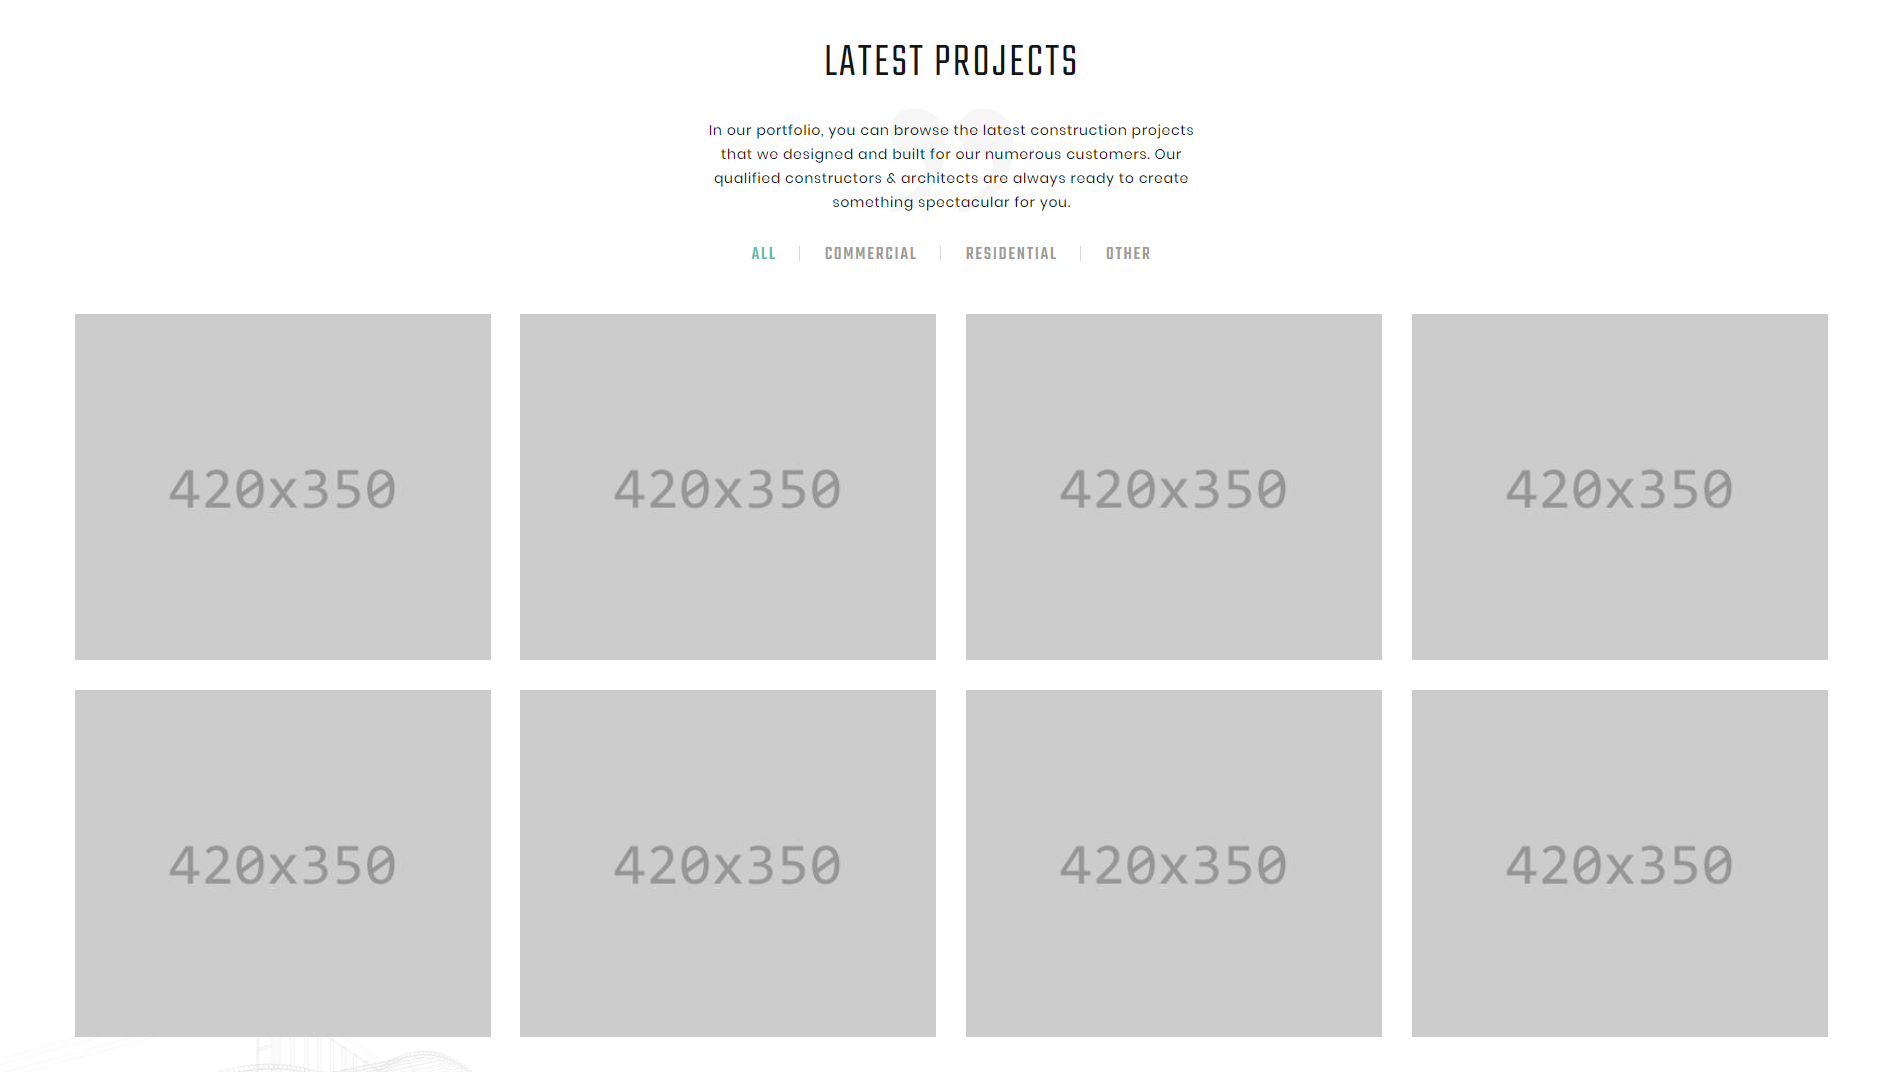 LATEST PROJECTS
In our portfolio, you can browse the latest construction projects
that we designed and built for our numerous customers. Our
qualified constructors & architects are always ready to create
something spectacular for you.
ALL | COMMERCIAL | RESIDENTIAL | OTHER
420x350 420x350 420x350 420x350
420x350 420x350 420x350 420x350